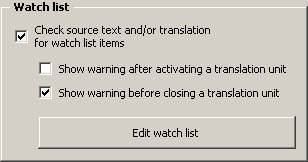 Watch list
Check source text and/or translation
for watch list items
Show warning after activating a translation unit
Show warning before closing a translation unit
Edit watch list